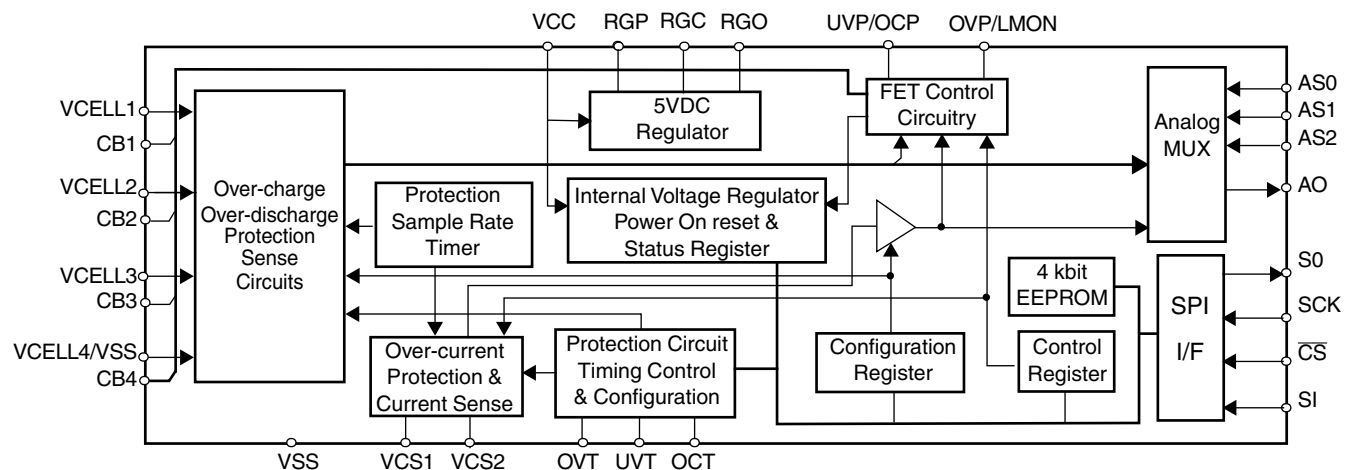 VCC
RGP
RGC
RGO
UVP/OCP
OVP/LMON
VCELL1
CB1
VCELL2
CB2
VCELL3
CB3
VCELL4/VSS
CB4
Over-charge
Over-discharge
Protection
Sense
Circuits
5VDC
Regulator
FET Control
Circuitry
Analog
MUX
AS0
AS1
AS2
AO
Protection
Sample Rate
Timer
Internal Voltage Regulator
Power On reset &
Status Register
4 kbit
EEPROM
SPI
I/F
S0
SCK
CS
SI
Over-current
Protection &
Current Sense
Protection Circuit
Timing Control
& Configuration
Configuration
Register
Control
Register
VSS
VCS1
VCS2
OVT
UVT
OCT